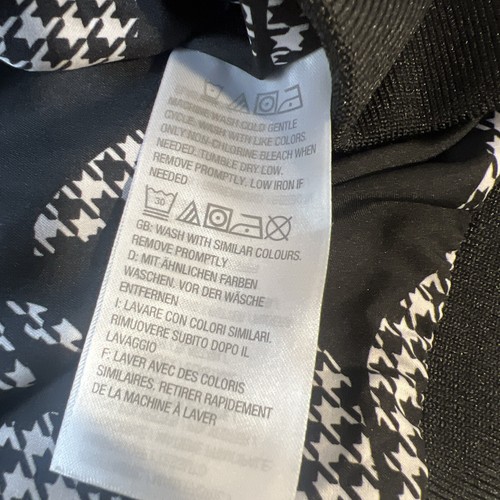 MACHINE WASH COLD GENTLE
CYCLE. WASH WITH LIKE COLORS
ONLY NON-CHLORINE BLEACH WHEN
NEEDED. TUMBLE DRY LOW.
REMOVE PROMPTLY. LOW IRON IF
NEEDED
30
GB: WASH WITH SIMILAR COLOURS.
REMOVE PROMPTLY
D: MIT ÄHNLICHEN FARBEN
WASCHEN. VOR DER WÄSCHE
ENTFERNEN
I: LAVARE CON COLORI SIMILARI.
RIMUOVERE SUBITO DOPO IL
LAVAGGIO
F: LAVER AVEC DES COLORIS
SIMILAIRES. RETIRER RAPIDEMENT
DE LA MACHINE À LAVER